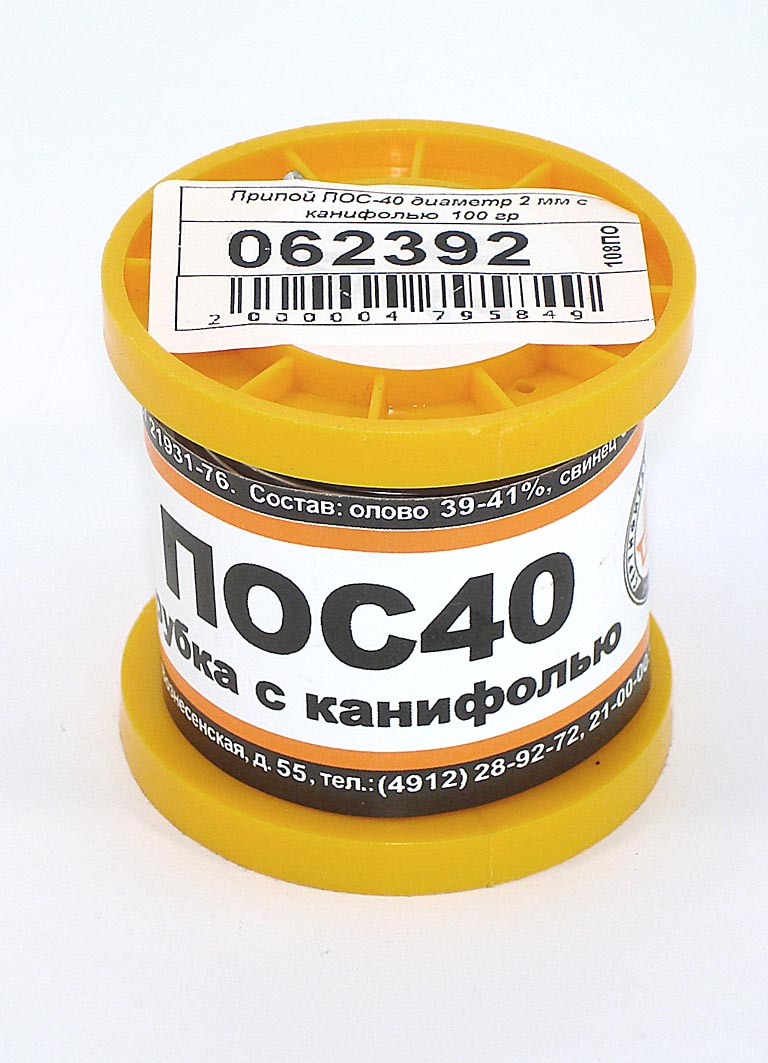 Припой ПОС-40 диаметр 2 мм с
канифолью 100 гр
062392
108ПО
2 000004 795849
21931-76. Состав: олово 39-41%, свинец
ПОС40
рубка с канифолью
ознесенская, д. 55, тел.: (4912) 28-92-72, 21-00-0